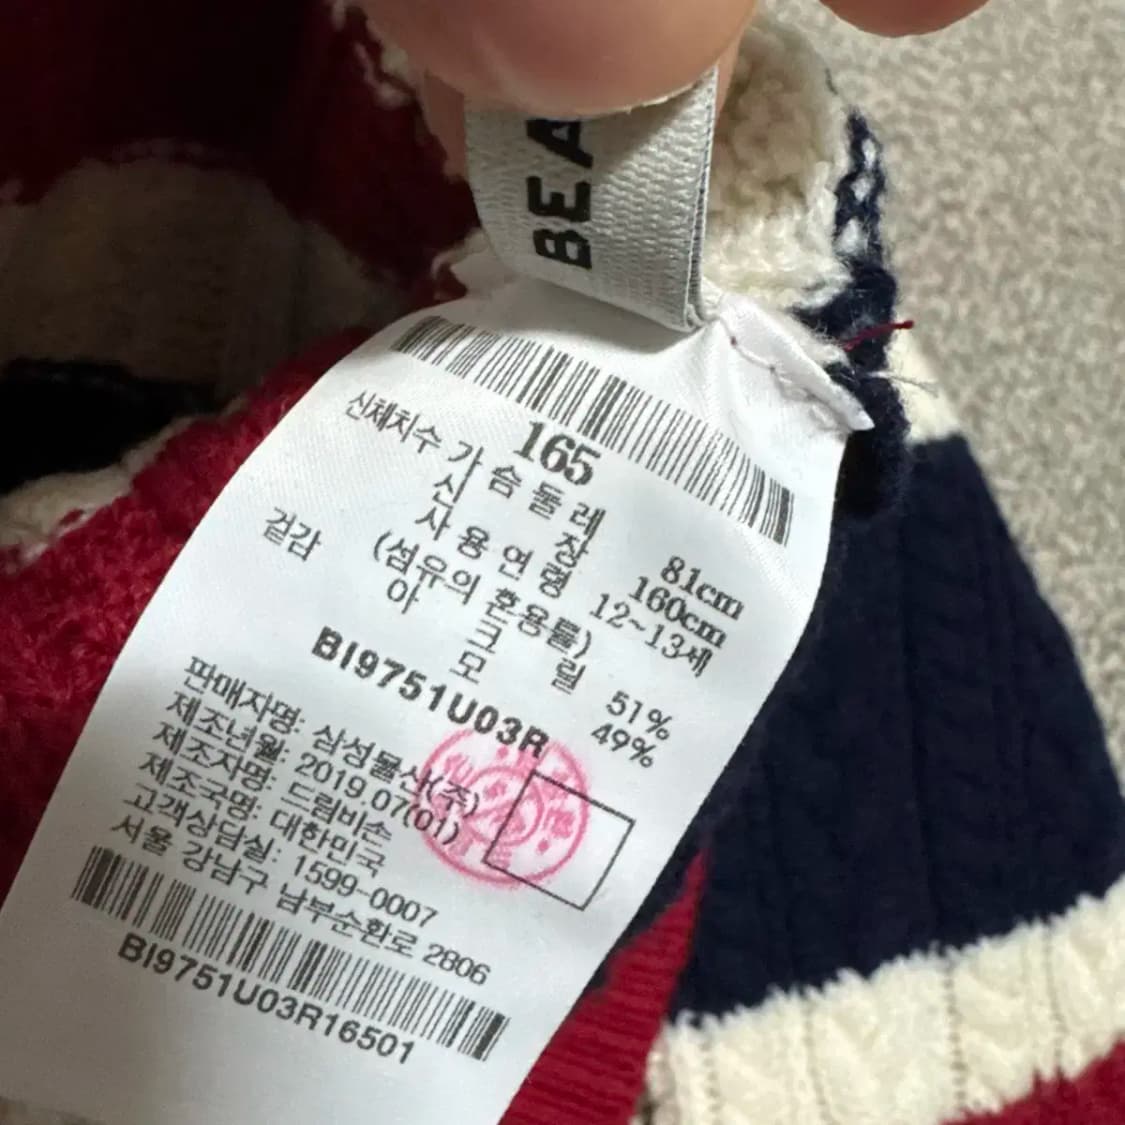 BEA
165
신체치수 가 슴 둘 레 81cm
신 장 160cm
사 용 연 령 12~13세
겉감 (섬유의 혼용률)
아 크 릴 51%
모 49%
BI9751U03R
판매자명: 삼성물산(주)
제조년월: 2019.07(01)
제조자명: 드림비손
제조국명: 대한민국
고객상담실: 1599-0007
서울 강남구 남부순환로 2806
BI9751U03R16501